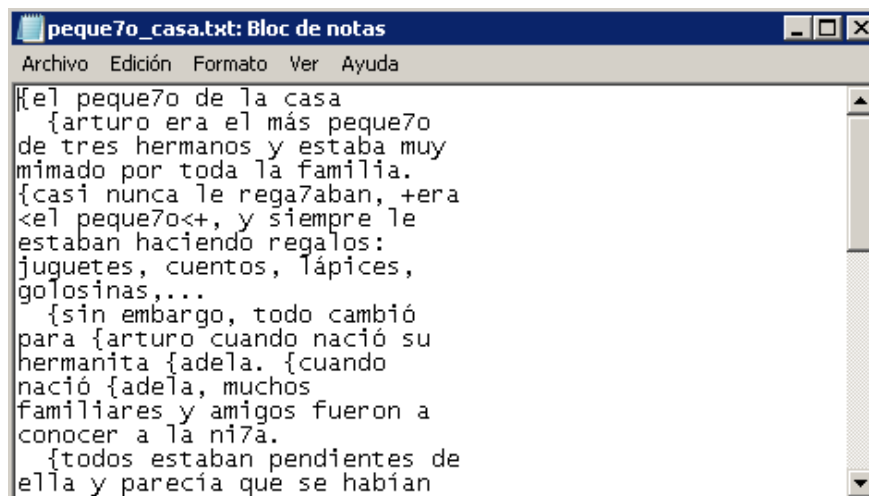 peque7o_casa.txt: Bloc de notas
Archivo Edición Formato Ver Ayuda
{el peque7o de la casa
{arturo era el más peque7o
de tres hermanos y estaba muy
mimado por toda la familia.
{casi nunca le rega7aban, +era
<el peque7o<+, y siempre le
estaban haciendo regalos:
juguetes, cuentos, lápices,
golosinas,...
{sin embargo, todo cambió
para {arturo cuando nació su
hermanita {adela. {cuando
nació {adela, muchos
familiares y amigos fueron a
conocer a la ni7a.
{todos estaban pendientes de
ella y parecía que se habían